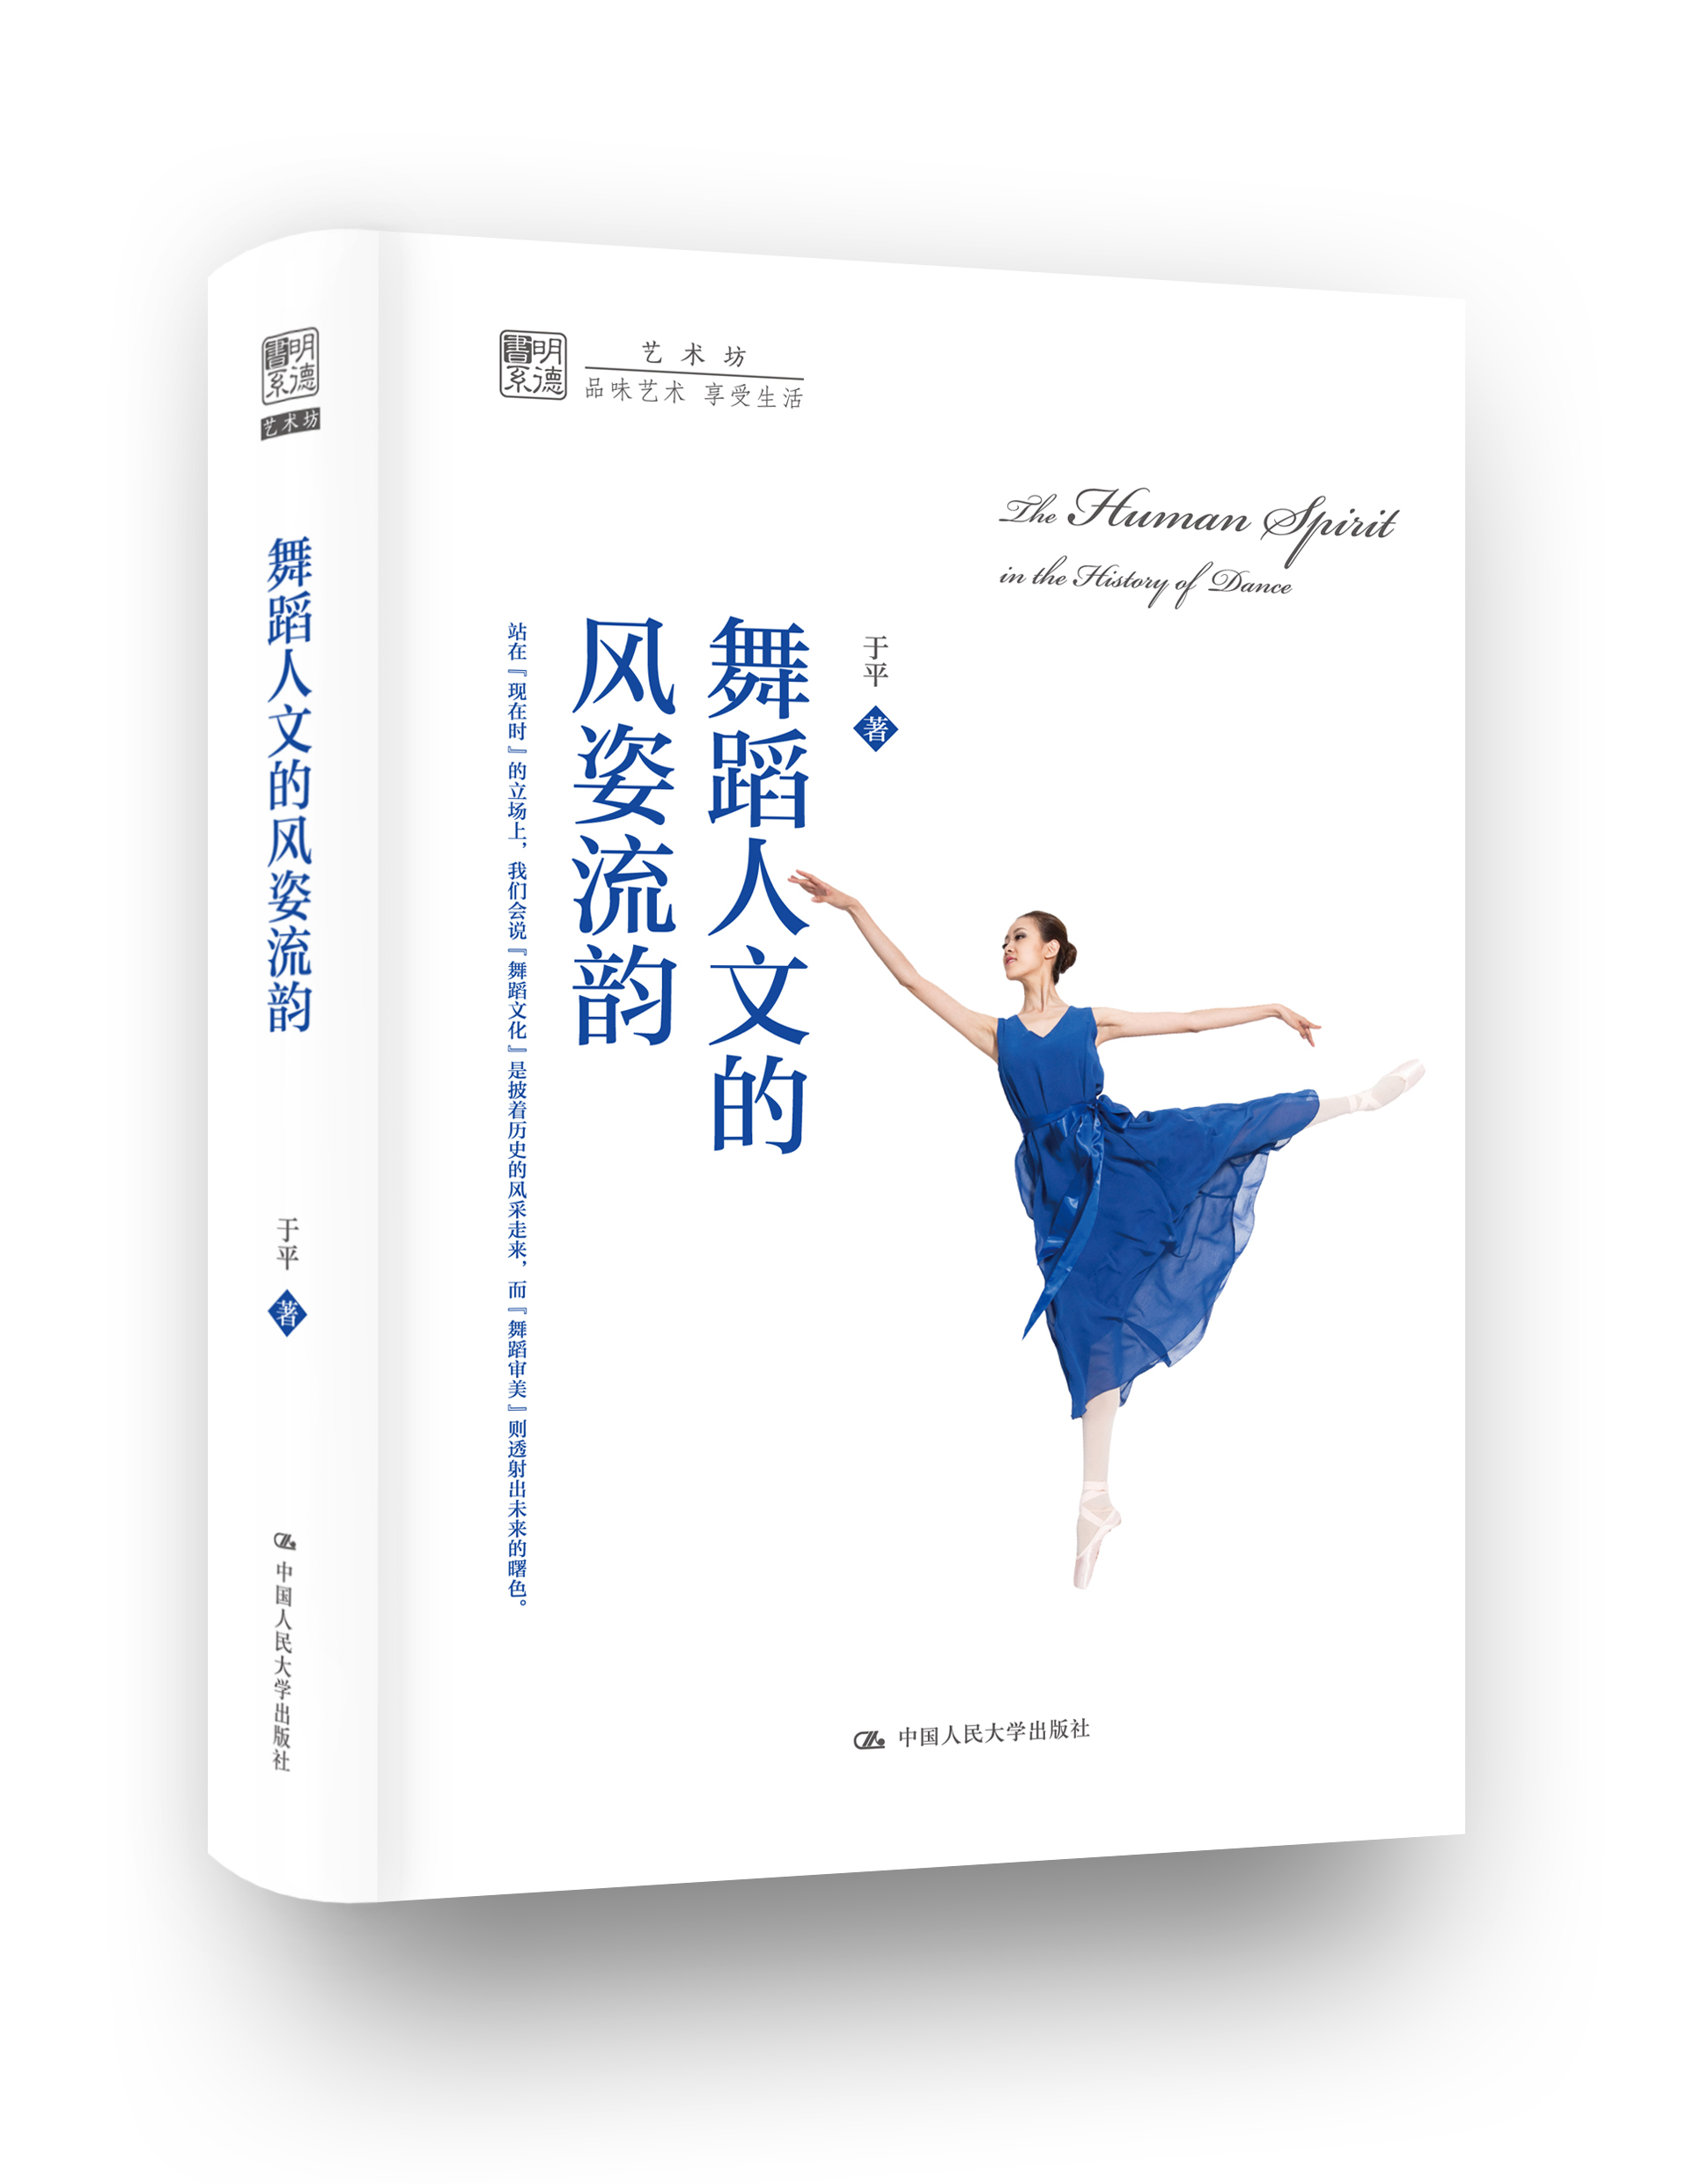 明德書系
艺术坊
舞蹈人文的风姿流韵
于平
著
中国人民大学出版社
明德書系
艺术坊
品味艺术 享受生活
The Human Spirit
in the History of Dance
于平
著
舞蹈人文的
风姿流韵
站在『现在时』的立场上，我们会说『舞蹈文化』是披着历史的风采走来，而『舞蹈审美』则透射出未来的曙色。
中国人民大学出版社